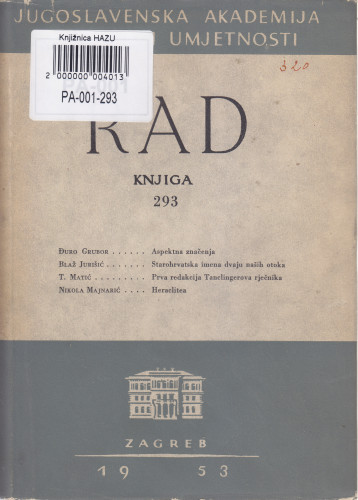 JUGOSLAVENSKA AKADEMIJA
UMJETNOSTI
Knjižnica HAZU
2 000000 004013
PA-001-293
320
RAD
KNJIGA
293
ĐURO GRUBOR ...... Aspektna značenja
BLAŽ JURIŠIĆ ....... Starohrvatska imena dvaju naših otoka
T. MATIĆ ......... Prva redakcija Tanclingerova rječnika
NIKOLA MAJNARIĆ .... Heraclitea
ZAGREB
1953